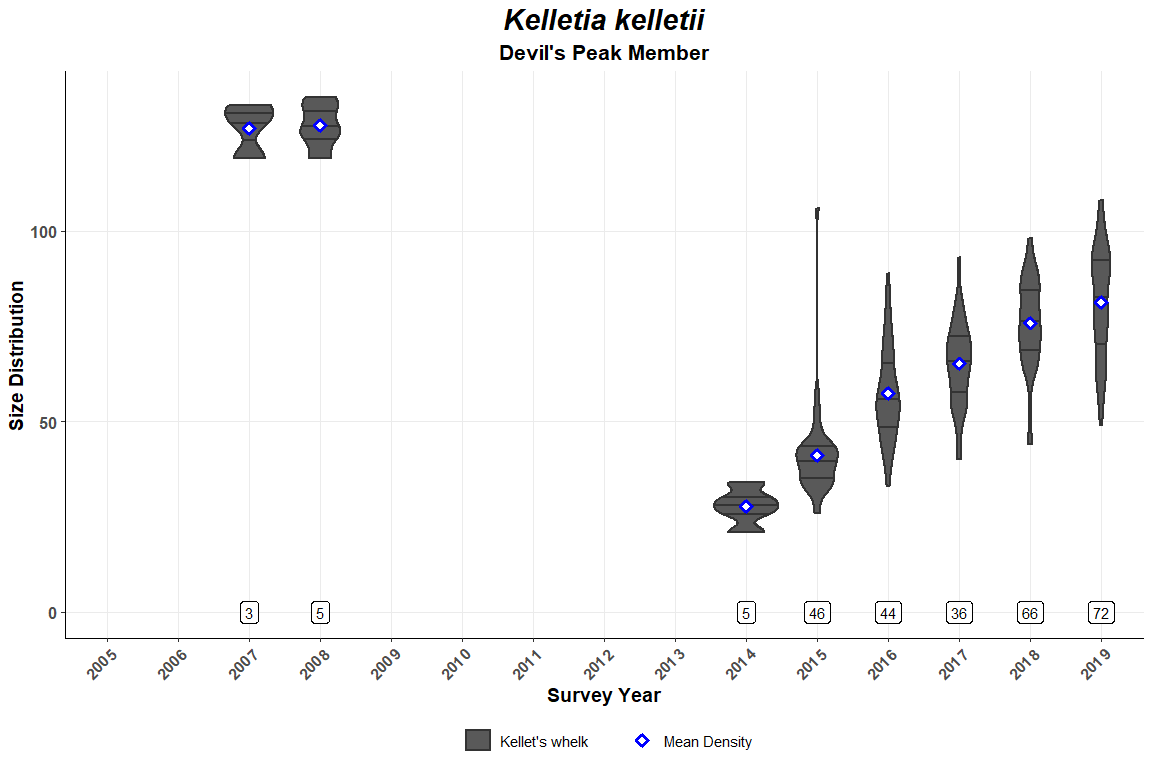 Kelletia kelletii
Devil's Peak Member
Size Distribution
100
50
0
3 5 5 46 44 36 66 72
2005 2006 2007 2008 2009 2010 2011 2012 2013 2014 2015 2016 2017 2018 2019
Survey Year
Kellet's whelk Mean Density